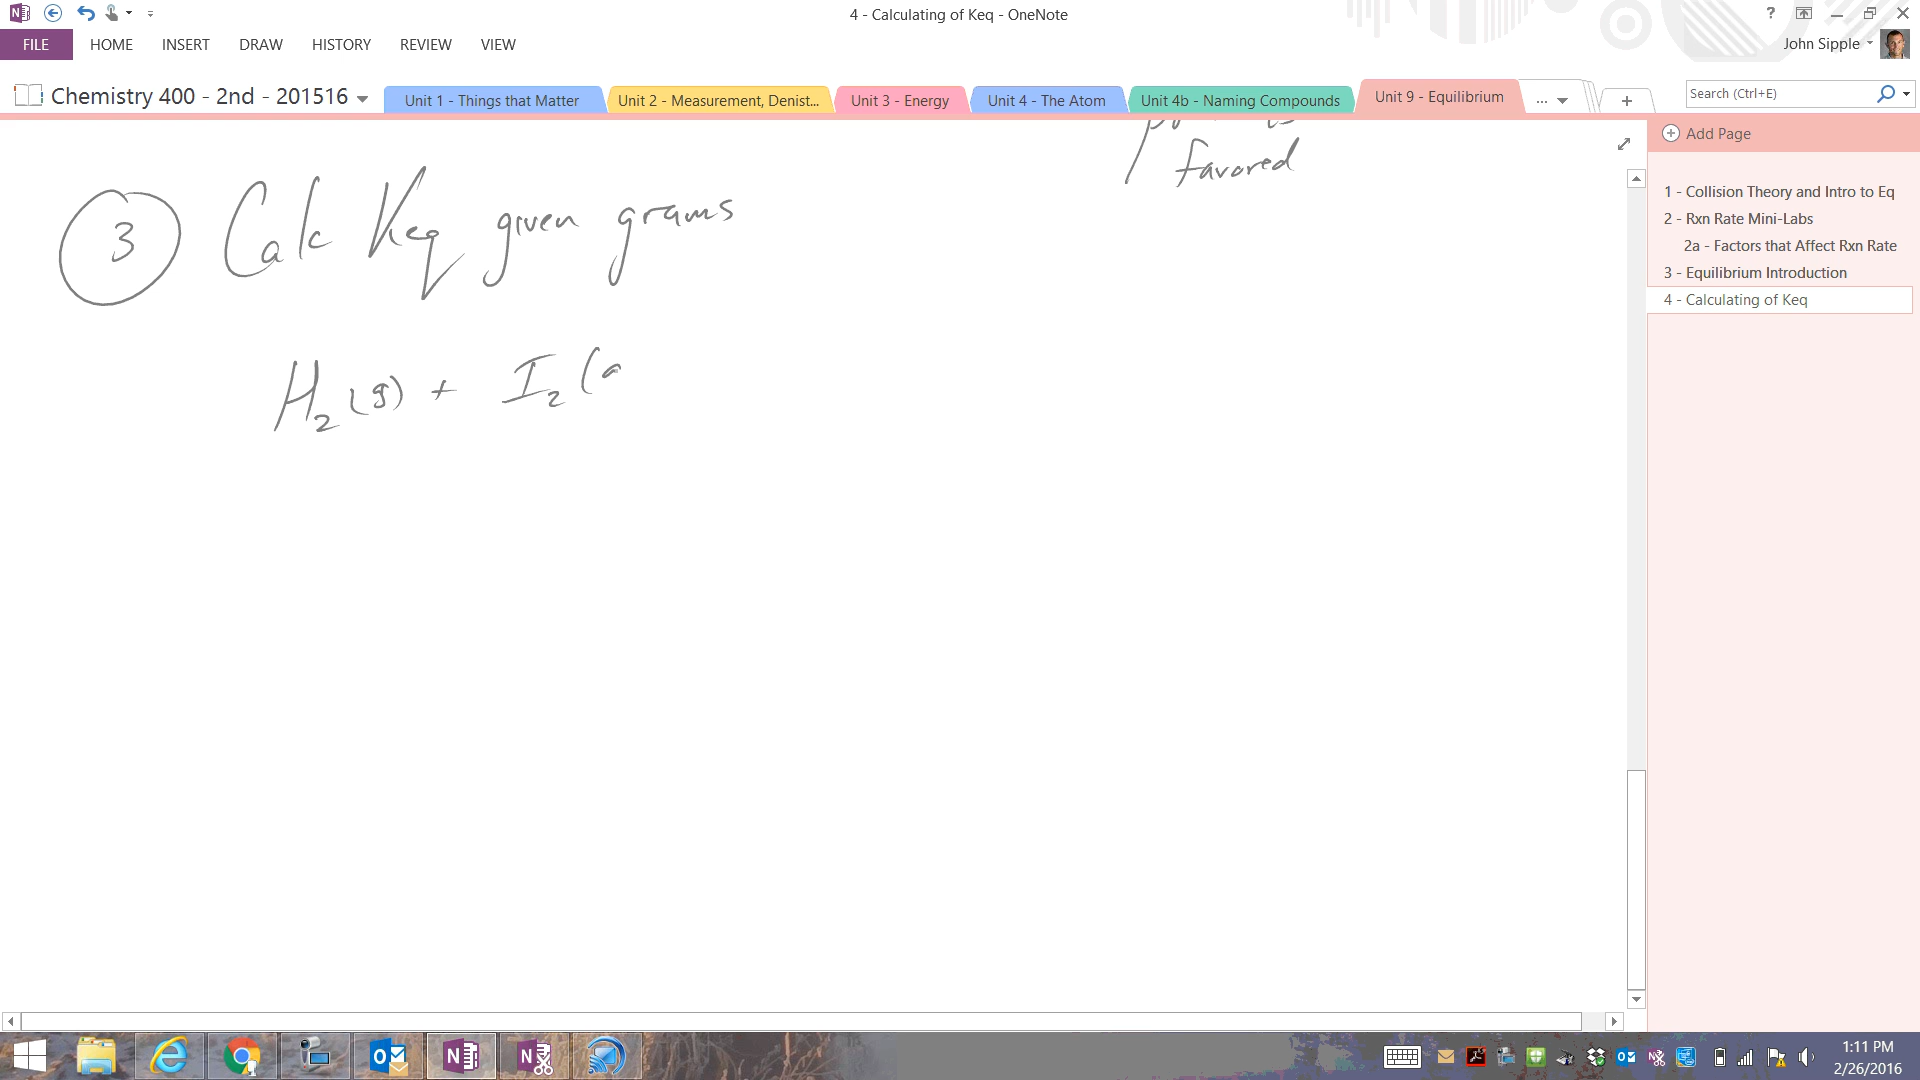 4 - Calculating of Keq - OneNote
?
FILE HOME INSERT DRAW HISTORY REVIEW VIEW
John Sipple
Chemistry 400 - 2nd - 201516
Unit 1 - Things that Matter
Unit 2 - Measurement, Denist...
Unit 3 - Energy
Unit 4 - The Atom
Unit 4b - Naming Compounds
Unit 9 - Equilibrium
...
+
Search (Ctrl+E)
Add Page
1 - Collision Theory and Intro to Eq
2 - Rxn Rate Mini-Labs
2a - Factors that Affect Rxn Rate
3 - Equilibrium Introduction
4 - Calculating of Keq
favored
3 Calc Keq given grams
H₂(g) + I₂(
1:11 PM
2/26/2016